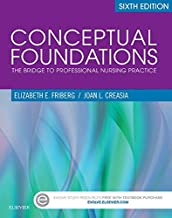 SIXTH EDITION
CONCEPTUAL
FOUNDATIONS
THE BRIDGE TO PROFESSIONAL NURSING PRACTICE
ELIZABETH E. FRIBERG
JOAN L. CREASIA
EVOLVE STUDY RESOURCES FREE WITH TEXTBOOK PURCHASE
EVOLVE.ELSEVIER.COM
ELSEVIER